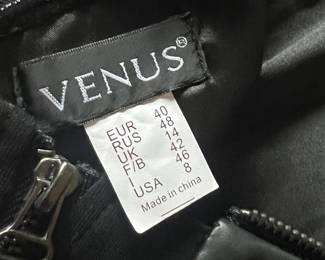 VENUS®
EUR 40
RUS 48
UK 14
F/B 42
I 46
USA 8
Made in china